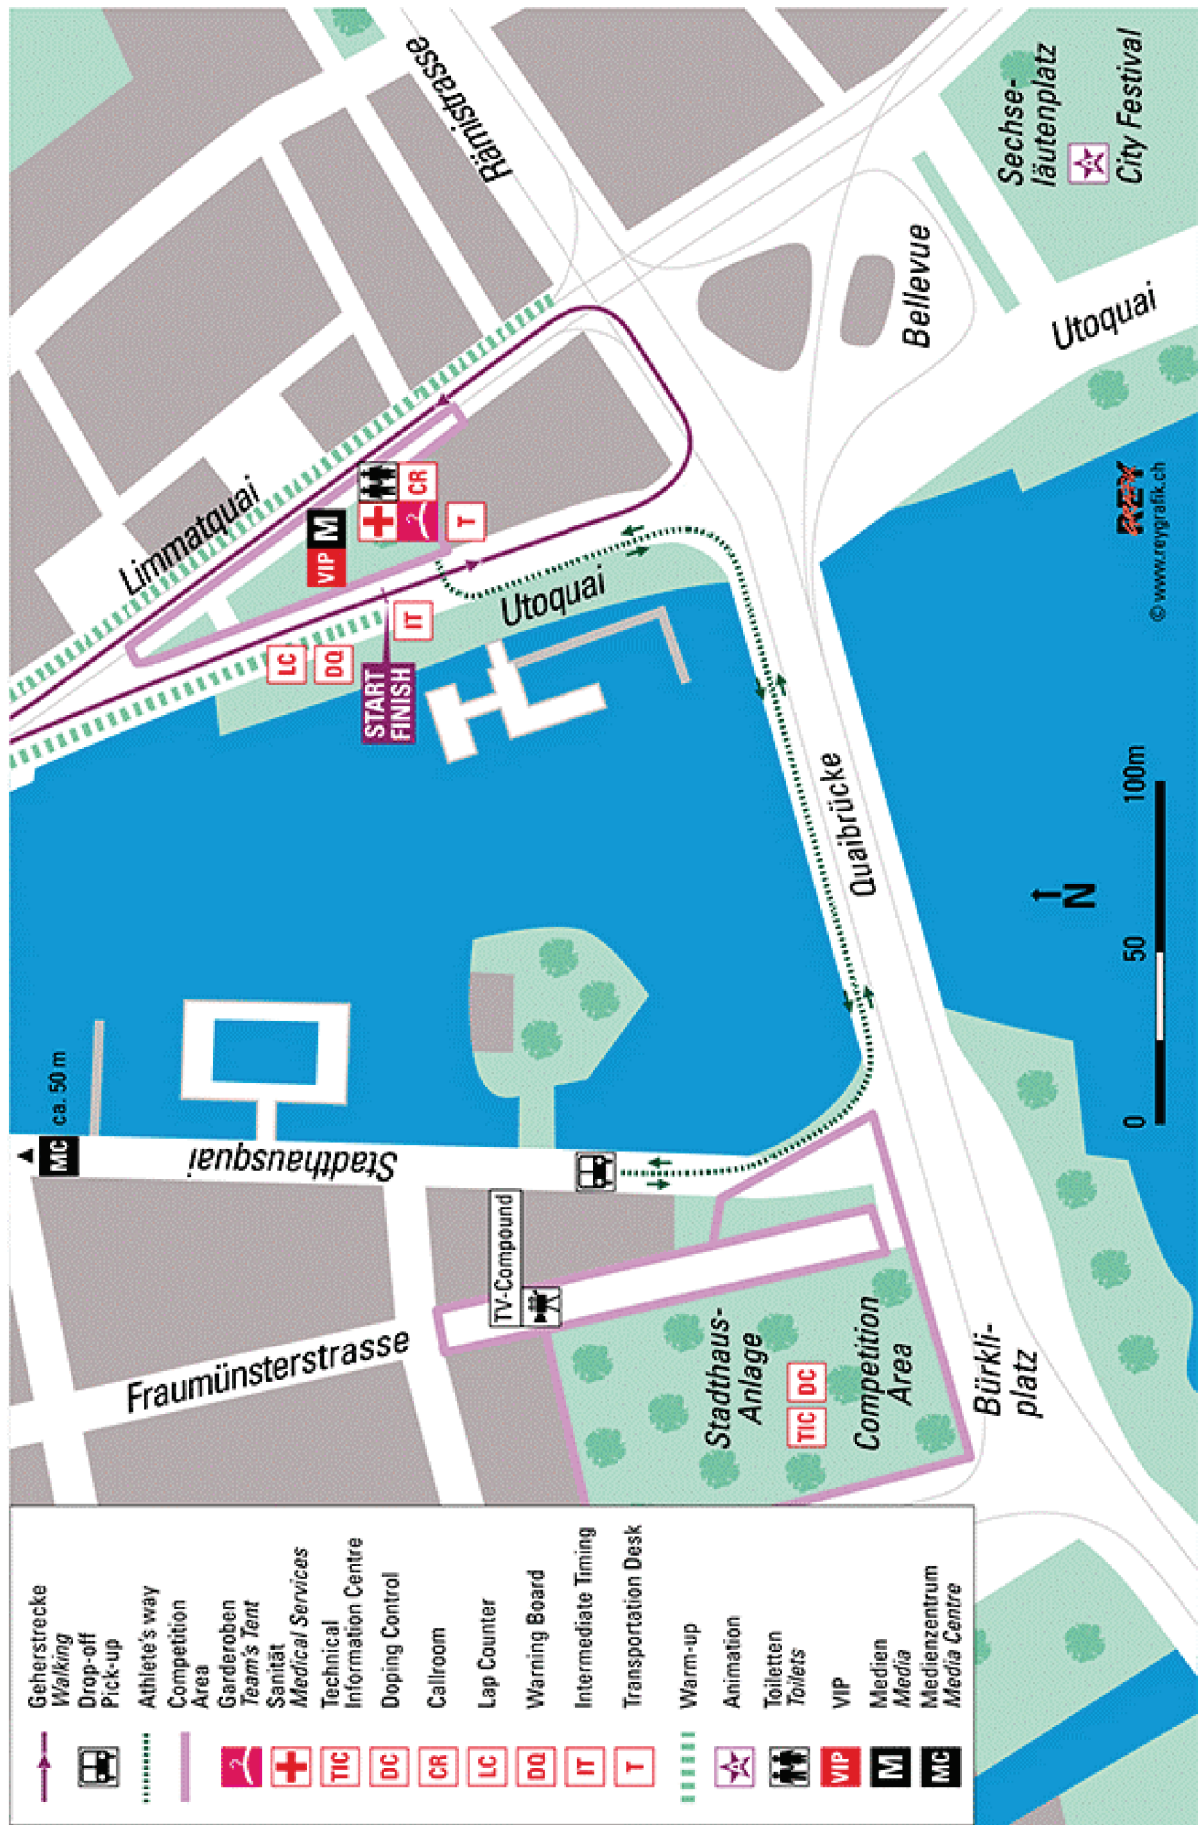 Geherstrecke
Walking
Drop-off
Pick-up
Athlete's way
Competition
Area
Garderoben
Team's Tent
Sanität
Medical Services
TIC
Technical
Information Centre
DC
Doping Control
CR
Callroom
LC
Lap Counter
DQ
Warning Board
IT
Intermediate Timing
T
Transportation Desk
Warm-up
Animation
Toiletten
Toilets
VIP
VIP
M
Medien
Media
MC
Medienzentrum
Media Centre
MC ca. 50 m
Stadthausquai
Fraumünsterstrasse
TV-Compound
Stadthaus-
Anlage
TIC DC
Competition
Area
Bürkli-
platz
Quaibrücke
Limmatquai
VIP M
CR
T
LC
DQ
IT
START
FINISH
Utoquai
Rämistrasse
Bellevue
Utoquai
Sechse-
läutenplatz
City Festival
N
0 50 100m
REY
GRAFIK
© www.reygrafik.ch